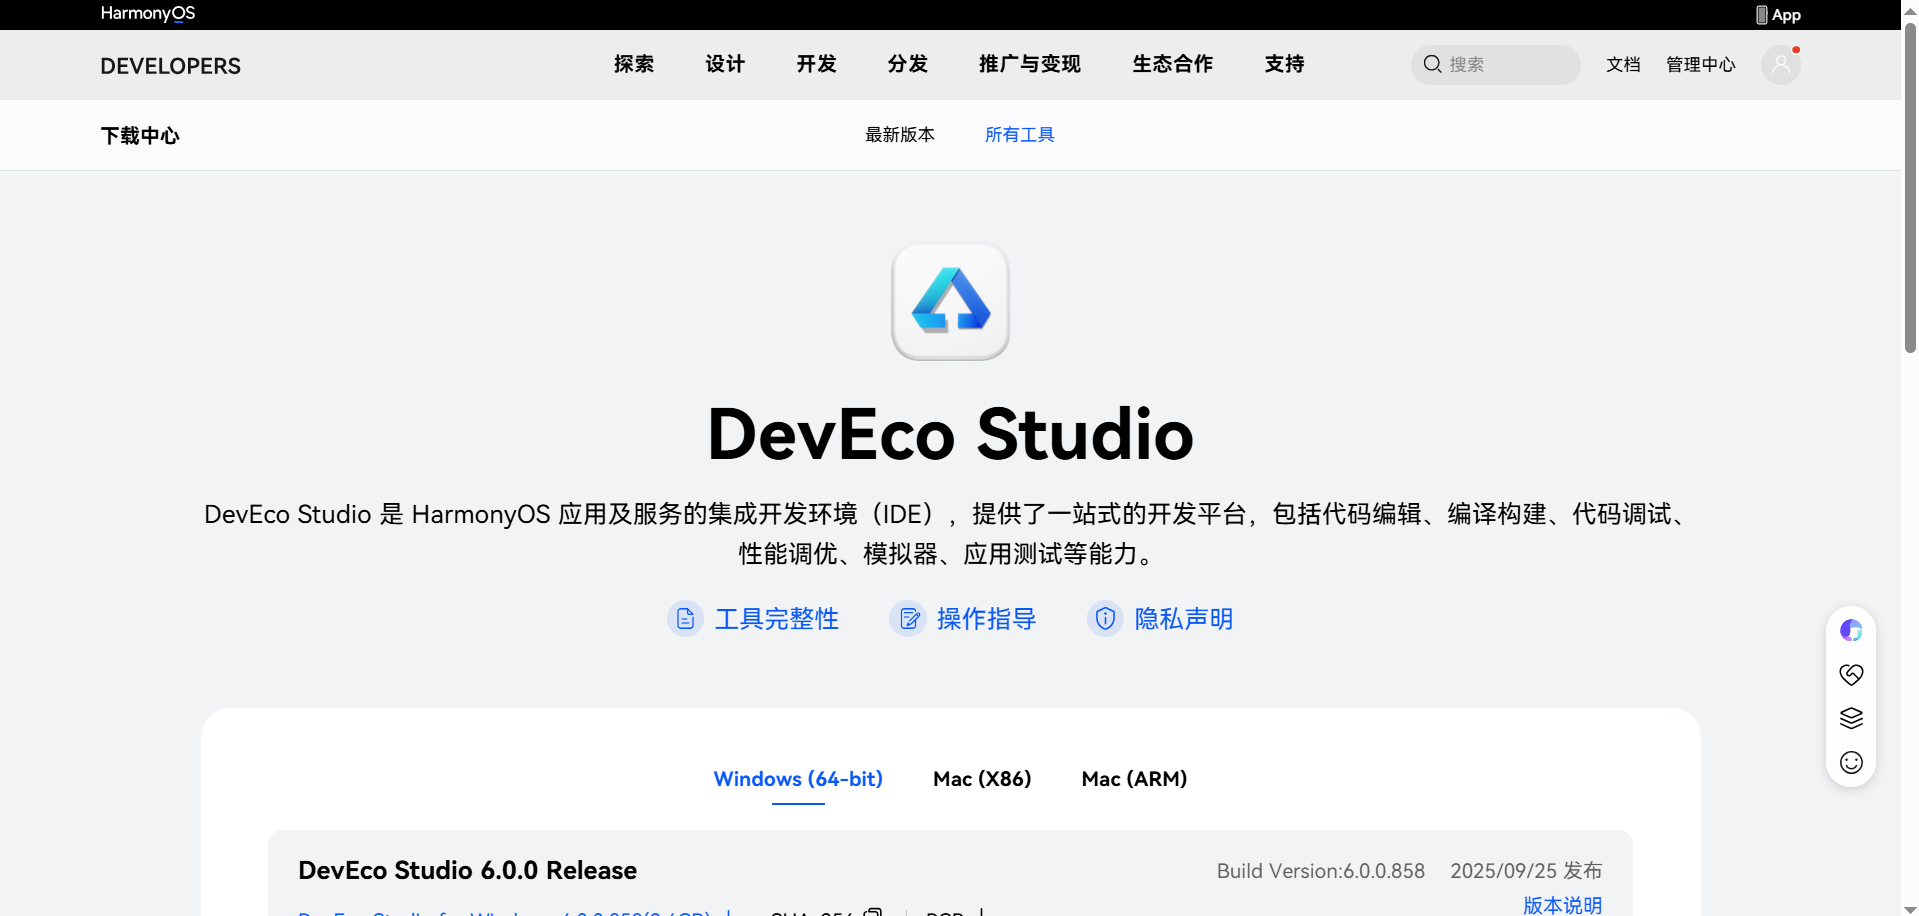 HarmonyOS
App
DEVELOPERS
探索 设计 开发 分发 推广与变现 生态合作 支持
搜索
文档 管理中心
下载中心
最新版本 所有工具
DevEco Studio
DevEco Studio 是 HarmonyOS 应用及服务的集成开发环境（IDE），提供了一站式的开发平台，包括代码编辑、编译构建、代码调试、
性能调优、模拟器、应用测试等能力。
工具完整性 操作指导 隐私声明
Windows (64-bit) Mac (X86) Mac (ARM)
DevEco Studio 6.0.0 Release
Build Version:6.0.0.858 2025/09/25 发布
版本说明